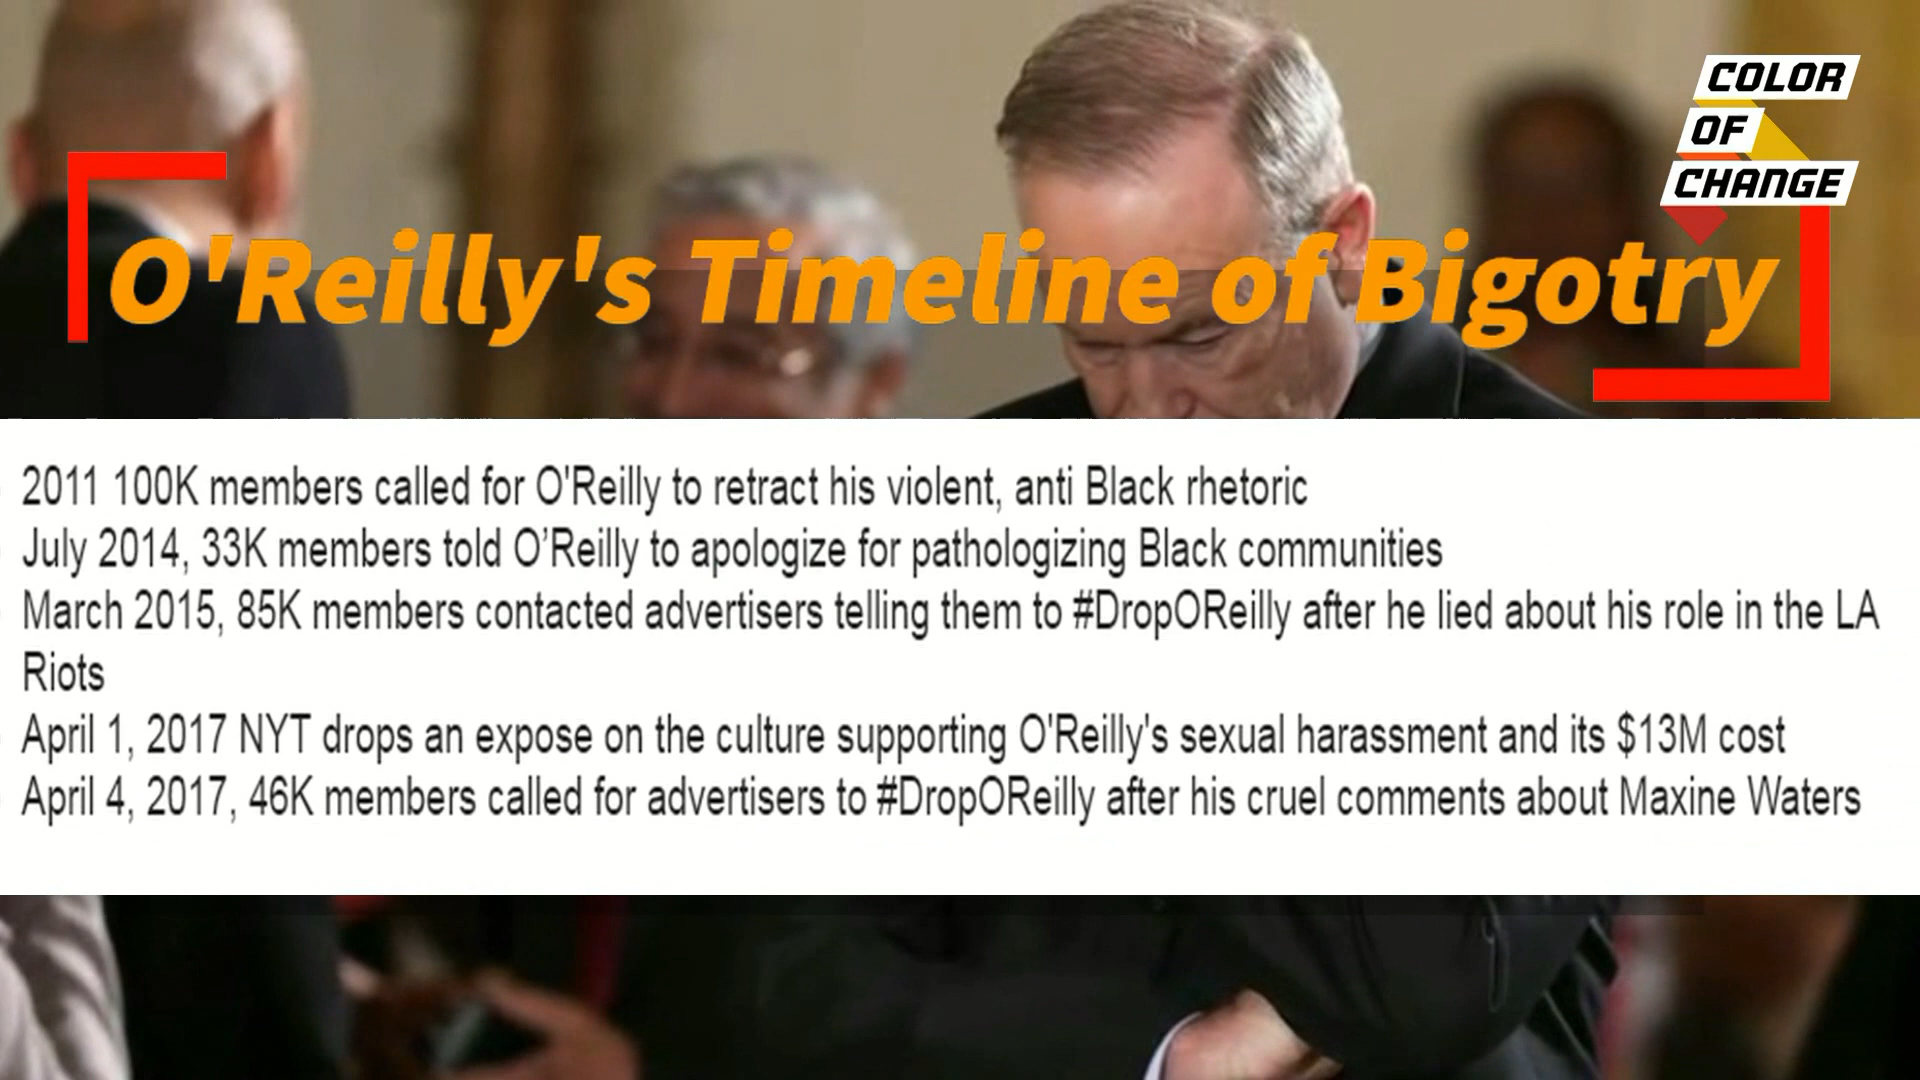 COLOR
OF
CHANGE
O'Reilly's Timeline of Bigotry
2011 100K members called for O'Reilly to retract his violent, anti Black rhetoric
July 2014, 33K members told O’Reilly to apologize for pathologizing Black communities
March 2015, 85K members contacted advertisers telling them to #DropOReilly after he lied about his role in the LA
Riots
April 1, 2017 NYT drops an expose on the culture supporting O'Reilly's sexual harassment and its $13M cost
April 4, 2017, 46K members called for advertisers to #DropOReilly after his cruel comments about Maxine Waters